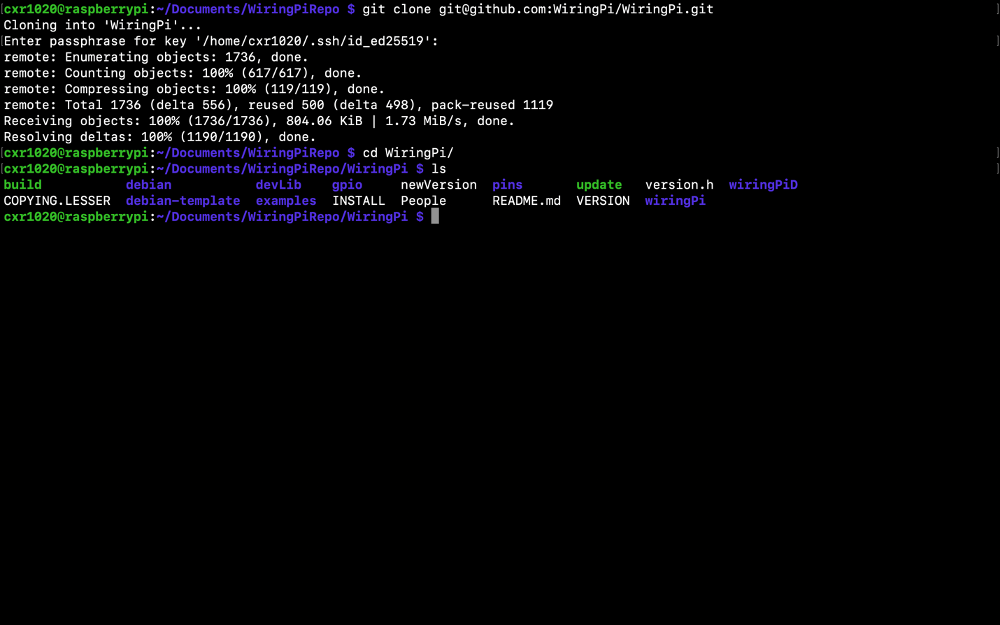 cxr1020@raspberrypi:~/Documents/WiringPiRepo $ git clone git@github.com:WiringPi/WiringPi.git
Cloning into 'WiringPi'...
Enter passphrase for key '/home/cxr1020/.ssh/id_ed25519':
remote: Enumerating objects: 1736, done.
remote: Counting objects: 100% (617/617), done.
remote: Compressing objects: 100% (119/119), done.
remote: Total 1736 (delta 556), reused 500 (delta 498), pack-reused 1119
Receiving objects: 100% (1736/1736), 804.06 KiB | 1.73 MiB/s, done.
Resolving deltas: 100% (1190/1190), done.
cxr1020@raspberrypi:~/Documents/WiringPiRepo $ cd WiringPi/
cxr1020@raspberrypi:~/Documents/WiringPiRepo/WiringPi $ ls
build debian devLib gpio newVersion pins update version.h wiringPiD
COPYING.LESSER debian-template examples INSTALL People README.md VERSION wiringPi
cxr1020@raspberrypi:~/Documents/WiringPiRepo/WiringPi $